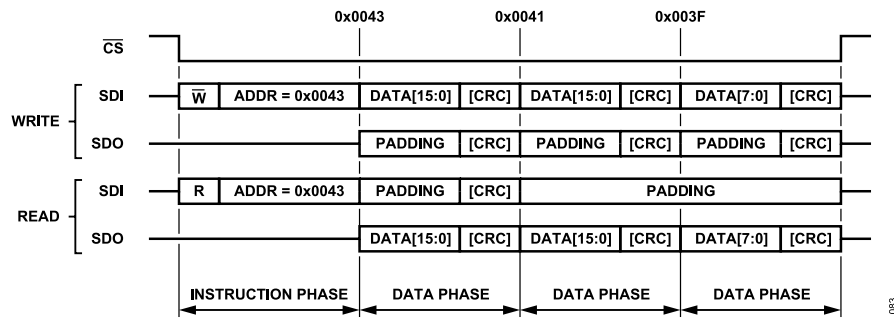 0x0043 0x0041 0x003F
CS
WRITE
SDI W ADDR = 0x0043 DATA[15:0] [CRC] DATA[15:0] [CRC] DATA[7:0] [CRC]
SDO PADDING [CRC] PADDING [CRC] PADDING [CRC]
READ
SDI R ADDR = 0x0043 PADDING [CRC] PADDING
SDO DATA[15:0] [CRC] DATA[15:0] [CRC] DATA[7:0] [CRC]
INSTRUCTION PHASE DATA PHASE DATA PHASE DATA PHASE
083